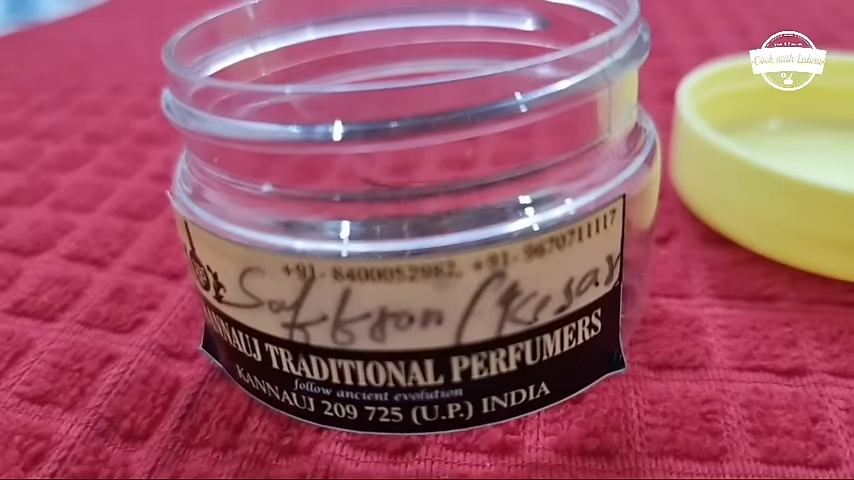 Cook with Lubna
+91- 8400052982, +91- 9670711117
Saffron (Kesar
KANNAUJ TRADITIONAL PERFUMERS
follow ancient evolution
KANNAUJ 209 725 (U.P.) INDIA